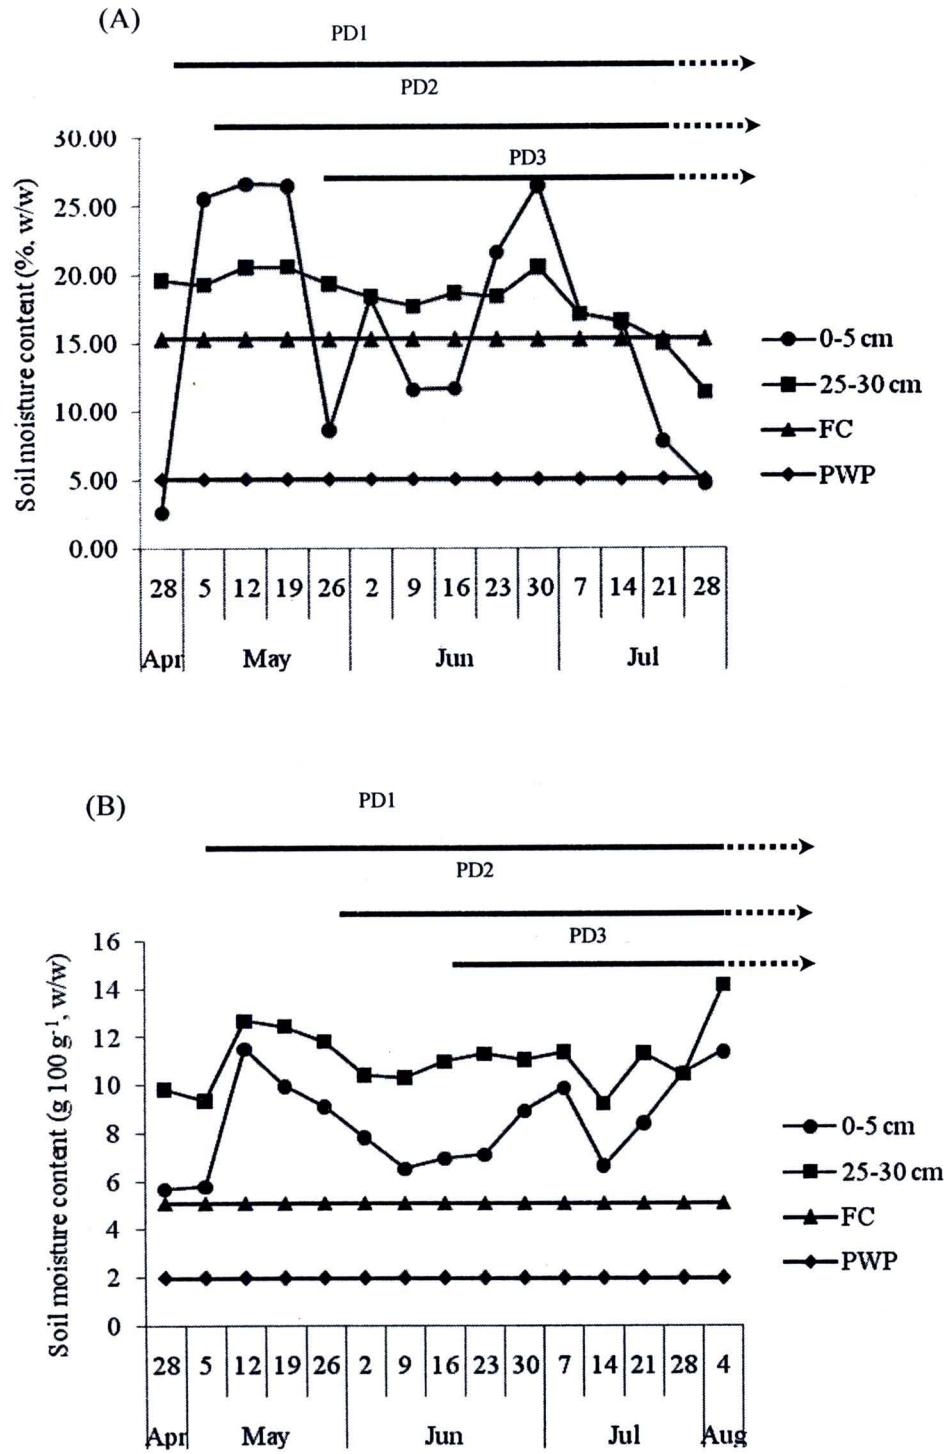 (A)
PD1
PD2
PD3
30.00
25.00
20.00
15.00
10.00
5.00
0.00
Soil moisture content (%, w/w)
0-5 cm
25-30 cm
FC
PWP
28 5 12 19 26 2 9 16 23 30 7 14 21 28
Apr May Jun Jul
(B)
PD1
PD2
PD3
16
14
12
10
8
6
4
2
0
Soil moisture content (g 100 g⁻¹, w/w)
0-5 cm
25-30 cm
FC
PWP
28 5 12 19 26 2 9 16 23 30 7 14 21 28 4
Apr May Jun Jul Aug